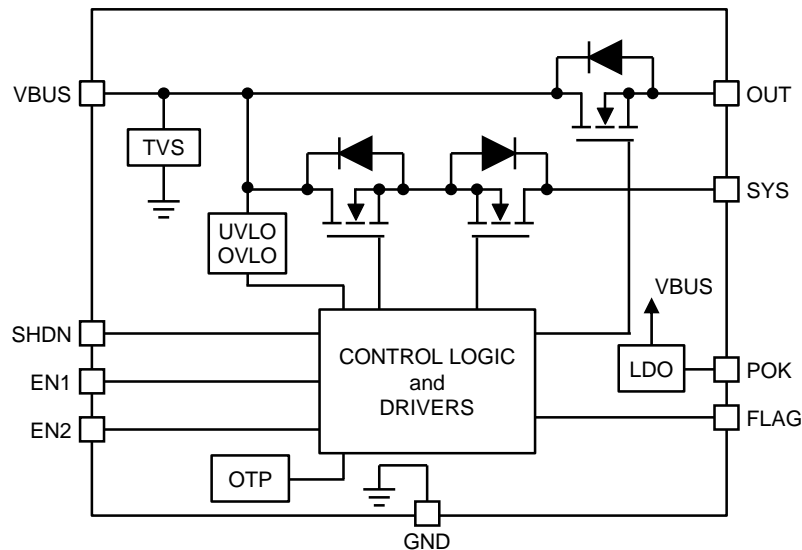 VBUS
OUT
TVS
SYS
UVLO
OVLO
VBUS
SHDN
CONTROL LOGIC
and
DRIVERS
LDO
POK
EN1
FLAG
EN2
OTP
GND